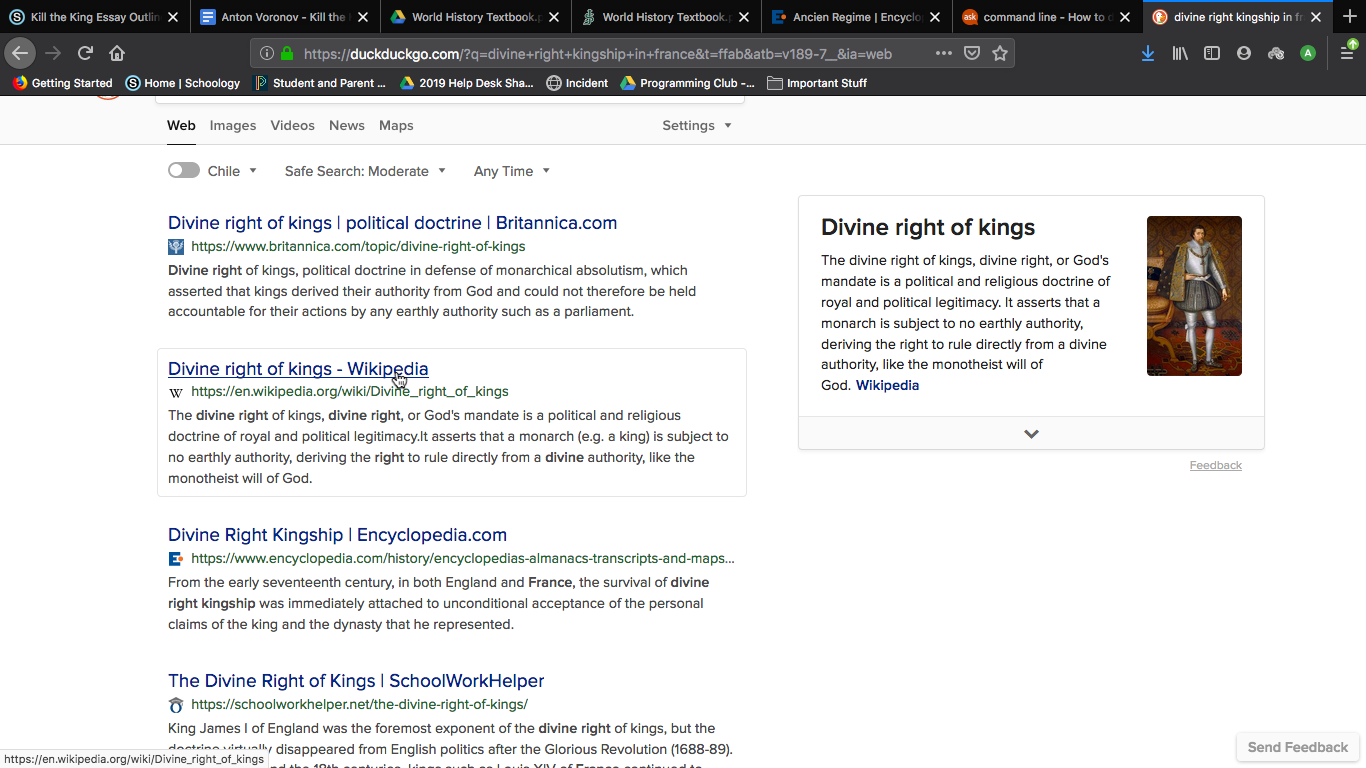 Kill the King Essay Outlin
Anton Voronov - Kill the
World History Textbook.p
World History Textbook.p
Ancien Regime | Encyclop
ask
command line - How to d
divine right kingship in fr
https://duckduckgo.com/?q=divine+right+kingship+in+france&t=ffab&atb=v189-7__&ia=web
A
Getting Started
Home | Schoology
Student and Parent ...
2019 Help Desk Sha...
Incident
Programming Club -...
Important Stuff
Web Images Videos News Maps Settings
Chile Safe Search: Moderate Any Time
Divine right of kings | political doctrine | Britannica.com
https://www.britannica.com/topic/divine-right-of-kings
Divine right of kings, political doctrine in defense of monarchical absolutism, which
asserted that kings derived their authority from God and could not therefore be held
accountable for their actions by any earthly authority such as a parliament.
Divine right of kings - Wikipedia
W https://en.wikipedia.org/wiki/Divine_right_of_kings
The divine right of kings, divine right, or God's mandate is a political and religious
doctrine of royal and political legitimacy.It asserts that a monarch (e.g. a king) is subject to
no earthly authority, deriving the right to rule directly from a divine authority, like the
monotheist will of God.
Divine Right Kingship | Encyclopedia.com
https://www.encyclopedia.com/history/encyclopedias-almanacs-transcripts-and-maps...
From the early seventeenth century, in both England and France, the survival of divine
right kingship was immediately attached to unconditional acceptance of the personal
claims of the king and the dynasty that he represented.
The Divine Right of Kings | SchoolWorkHelper
https://schoolworkhelper.net/the-divine-right-of-kings/
King James I of England was the foremost exponent of the divine right of kings, but the
doctrine virtually disappeared from English politics after the Glorious Revolution (1688-89).
https://en.wikipedia.org/wiki/Divine_right_of_kings
Divine right of kings
The divine right of kings, divine right, or God's
mandate is a political and religious doctrine of
royal and political legitimacy. It asserts that a
monarch is subject to no earthly authority,
deriving the right to rule directly from a divine
authority, like the monotheist will of
God. Wikipedia
Feedback
Send Feedback